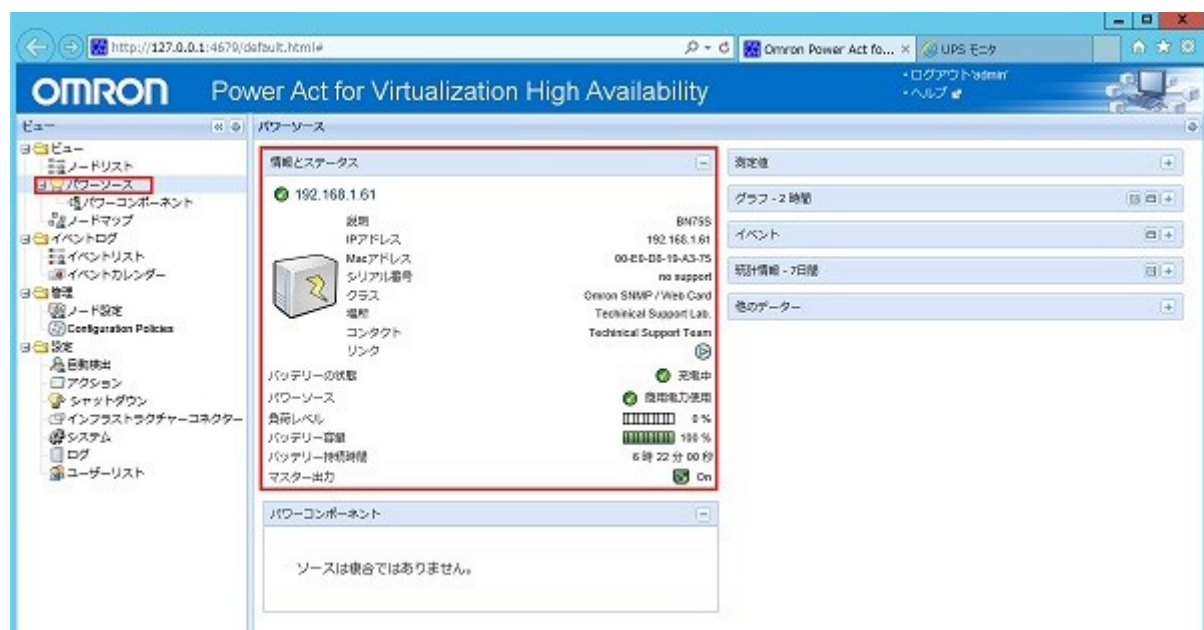 http://127.0.0.1:4679/default.html#
Omron Power Act fo...
UPS モニタ
OMRON
Power Act for Virtualization High Availability
・ログアウト'admin'
・ヘルプ
ビュー
パワーソース
ビュー
ノードリスト
パワーソース
パワーコンポーネント
ノードマップ
イベントログ
イベントリスト
イベントカレンダー
管理
ノード設定
Configuration Policies
設定
自動検出
アクション
シャットダウン
インフラストラクチャーコネクター
システム
ログ
ユーザーリスト
情報とステータス
192.168.1.61
説明 BN75S
IPアドレス 192.168.1.61
Macアドレス 00-E0-D8-19-A3-75
シリアル番号 no support
クラス Omron SNMP / Web Card
場所 Techinical Support Lab.
コンタクト Techinical Support Team
リンク
バッテリーの状態 充電中
パワーソース 商用電力使用
負荷レベル 0 %
バッテリー容量 100 %
バッテリー持続時間 6 時 22 分 00 秒
マスター出力 On
パワーコンポーネント
ソースは複合ではありません。
測定値
グラフ - 2 時間
イベント
統計情報 - 7日間
他のデーター